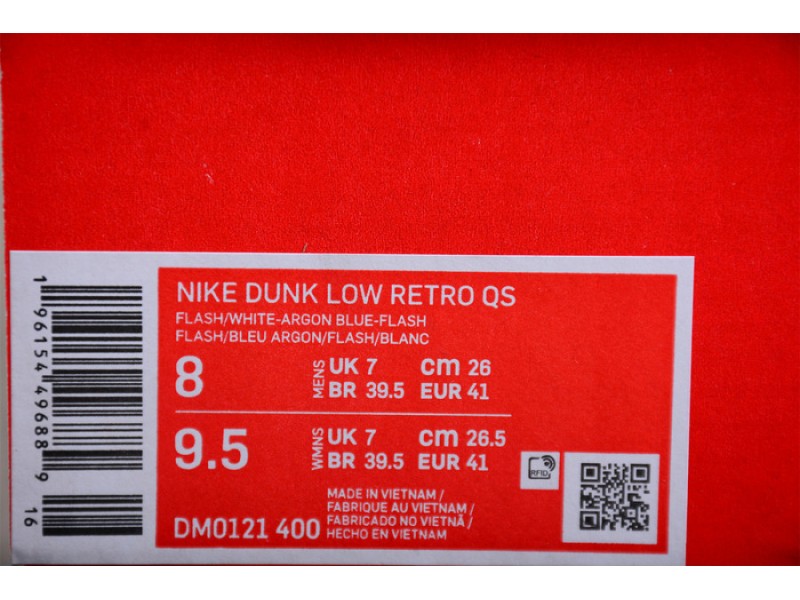 NIKE DUNK LOW RETRO QS
FLASH/WHITE-ARGON BLUE-FLASH
FLASH/BLEU ARGON/FLASH/BLANC
8 MENS UK 7 cm 26
BR 39.5 EUR 41
9.5 WMNS UK 7 cm 26.5
BR 39.5 EUR 41
RFID
MADE IN VIETNAM /
FABRIQUE AU VIETNAM /
FABRICADO NO VIETNÃ /
HECHO EN VIETNAM
DM0121 400
1 96154 49688 9
16